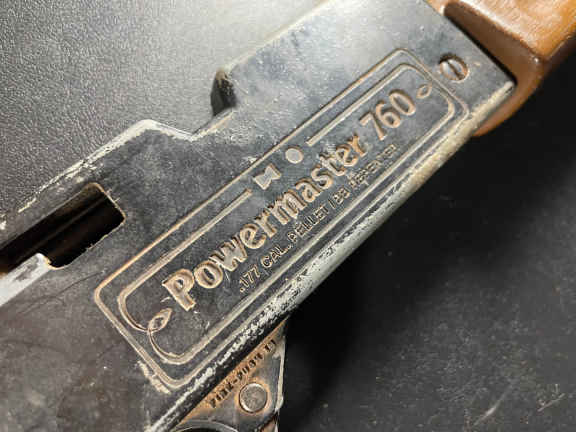 Powermaster 760
.177 CAL. PELLET / BB REPEATER